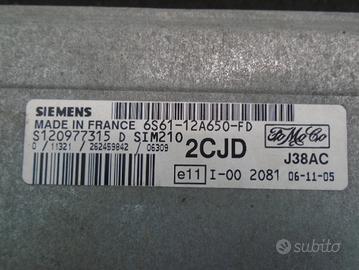 SIEMENS
MADE IN FRANCE 6S61-12A650-FD
S120977315 D SIM210
D / 11321 / 262459842 / 06309
2CJD
FoMoCo
J38AC
e11 I-00 2081 06-11-05
subito